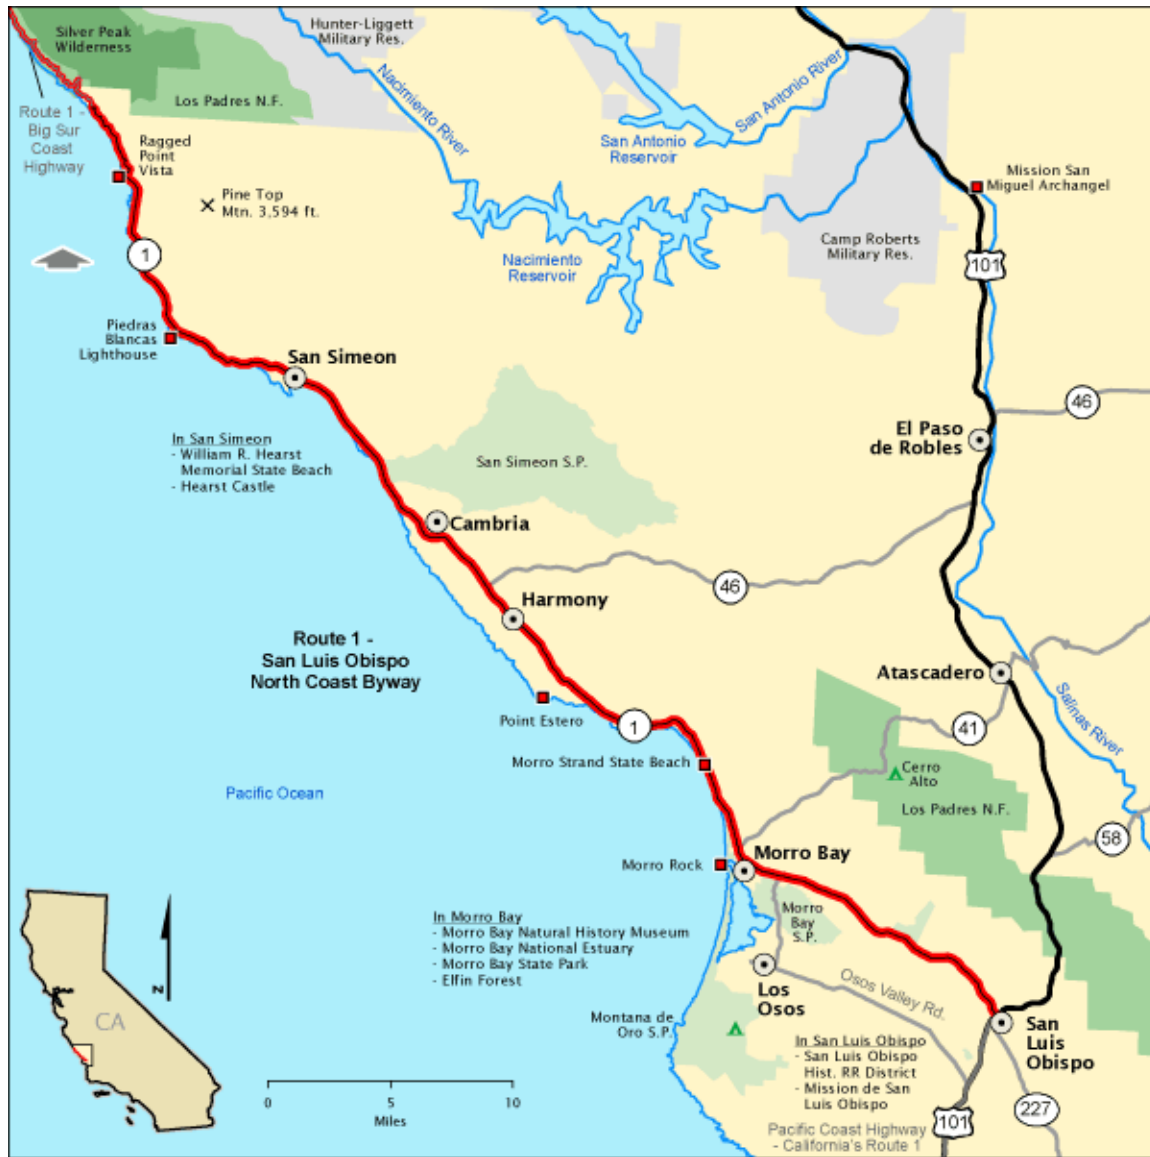 Silver Peak
Wilderness
Hunter-Liggett
Military Res.
Los Padres N.F.
Route 1 -
Big Sur
Coast
Highway
Ragged
Point
Vista
Pine Top
Mtn. 3,594 ft.
Nacimiento
River
San Antonio
Reservoir
San Antonio River
Mission San
Miguel Archangel
Camp Roberts
Military Res.
Nacimiento
Reservoir
1
101
Piedras
Blancas
Lighthouse
San Simeon
In San Simeon
- William R. Hearst
Memorial State Beach
- Hearst Castle
San Simeon S.P.
46
El Paso
de Robles
Cambria
46
Harmony
Route 1 -
San Luis Obispo
North Coast Byway
Atascadero
Salinas River
Point Estero
1
41
Morro Strand State Beach
Cerro
Alto
Los Padres N.F.
Pacific Ocean
58
Morro Bay
Morro Rock
In Morro Bay
- Morro Bay Natural History Museum
- Morro Bay National Estuary
- Morro Bay State Park
- Elfin Forest
Morro
Bay
S.P.
Los
Osos
Osos Valley Rd.
Montana de
Oro S.P.
San
Luis
Obispo
In San Luis Obispo
- San Luis Obispo
Hist. RR District
- Mission de San
Luis Obispo
N
CA
0
5
10
Miles
101
227
Pacific Coast Highway
- California's Route 1